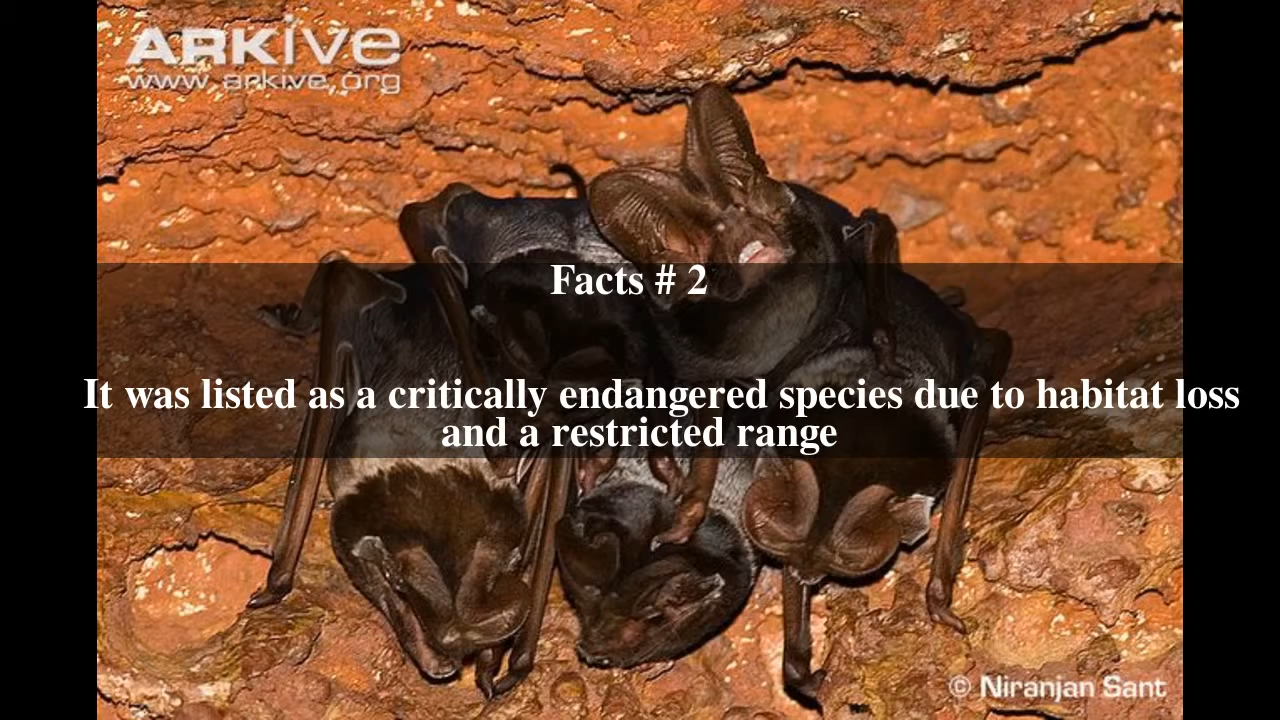 ARKive
www.arkive.org
Facts # 2
It was listed as a critically endangered species due to habitat loss
and a restricted range
© Niranjan Sant